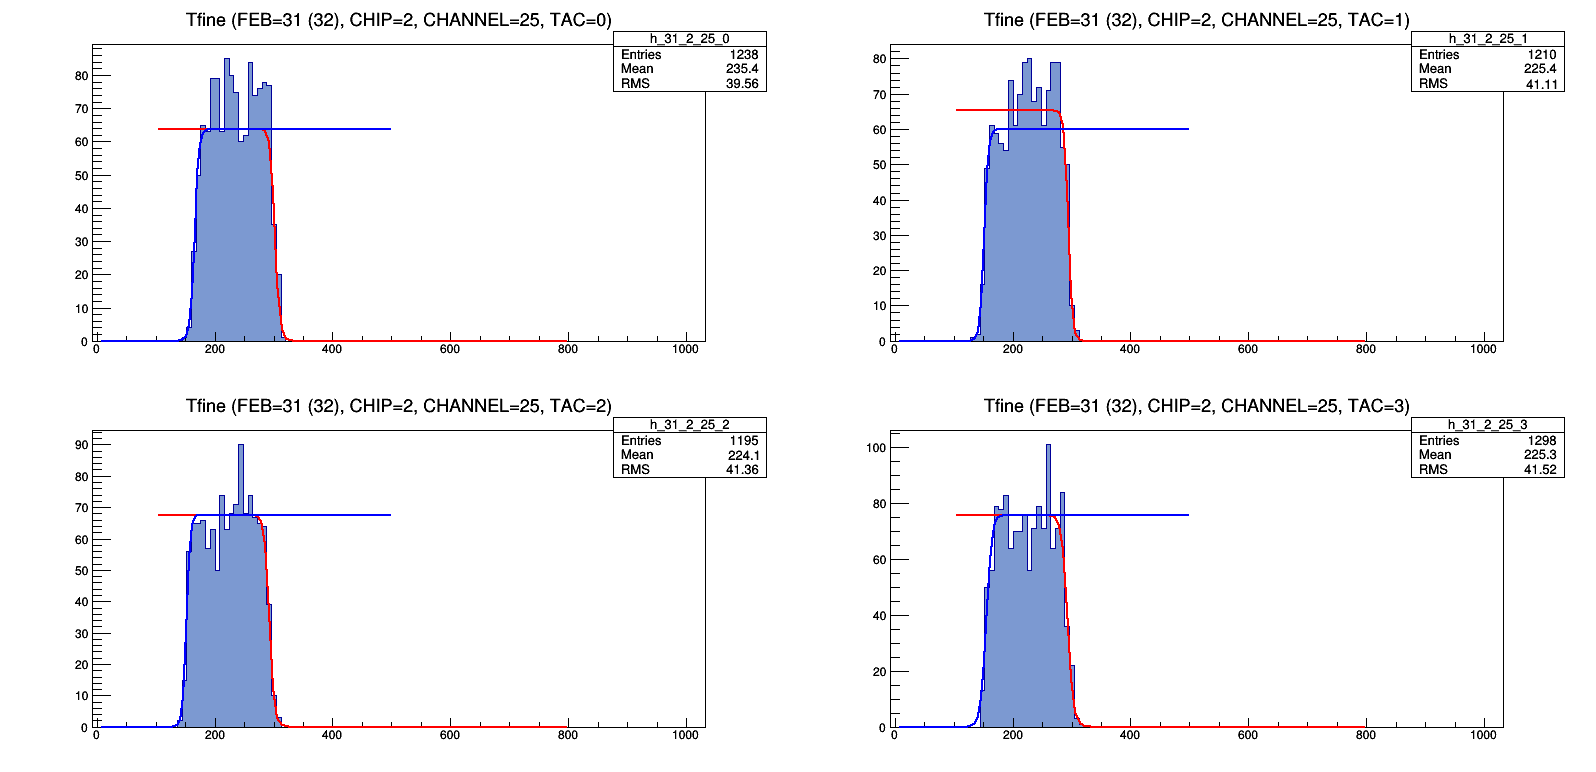 Tfine (FEB=31 (32), CHIP=2, CHANNEL=25, TAC=0)
h_31_2_25_0
Entries 1238
Mean 235.4
RMS 39.56
80
70
60
50
40
30
20
10
0
0 200 400 600 800 1000
Tfine (FEB=31 (32), CHIP=2, CHANNEL=25, TAC=1)
h_31_2_25_1
Entries 1210
Mean 225.4
RMS 41.11
80
70
60
50
40
30
20
10
0
0 200 400 600 800 1000
Tfine (FEB=31 (32), CHIP=2, CHANNEL=25, TAC=2)
h_31_2_25_2
Entries 1195
Mean 224.1
RMS 41.36
90
80
70
60
50
40
30
20
10
0
0 200 400 600 800 1000
Tfine (FEB=31 (32), CHIP=2, CHANNEL=25, TAC=3)
h_31_2_25_3
Entries 1298
Mean 225.3
RMS 41.52
100
80
60
40
20
0
0 200 400 600 800 1000